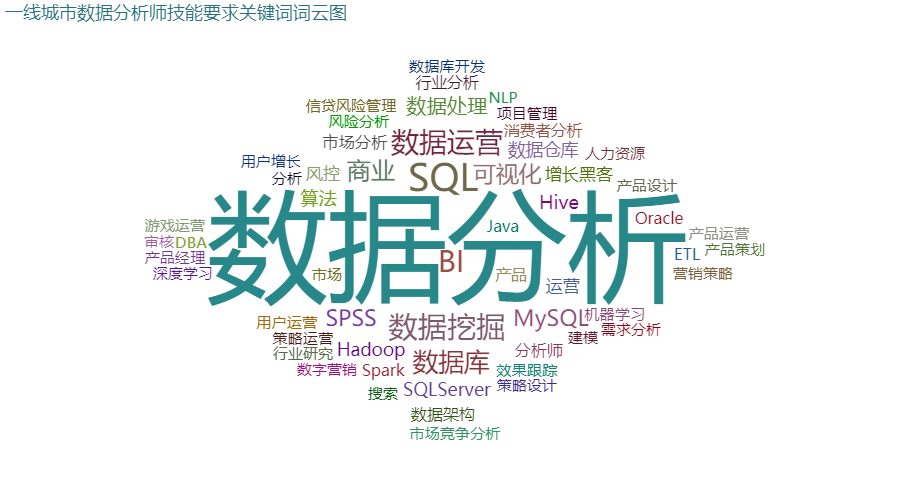 一线城市数据分析师技能要求关键词词云图
数据库开发
行业分析
信贷风险管理
数据处理
NLP
风险分析
项目管理
市场分析
数据运营
消费者分析
数据仓库
人力资源
用户增长
分析
风控
商业
SQL
可视化
增长黑客
产品设计
算法
Hive
游戏运营
数据分析
Java
Oracle
产品运营
审核
DBA
产品经理
BI
ETL
产品策划
深度学习
市场
产品
运营
营销策略
用户运营
SPSS
数据挖掘
MySQL
机器学习
需求分析
策略运营
建模
行业研究
Hadoop
数据库
分析师
数字营销
Spark
效果跟踪
搜索
SQLServer
策略设计
数据架构
市场竞争分析